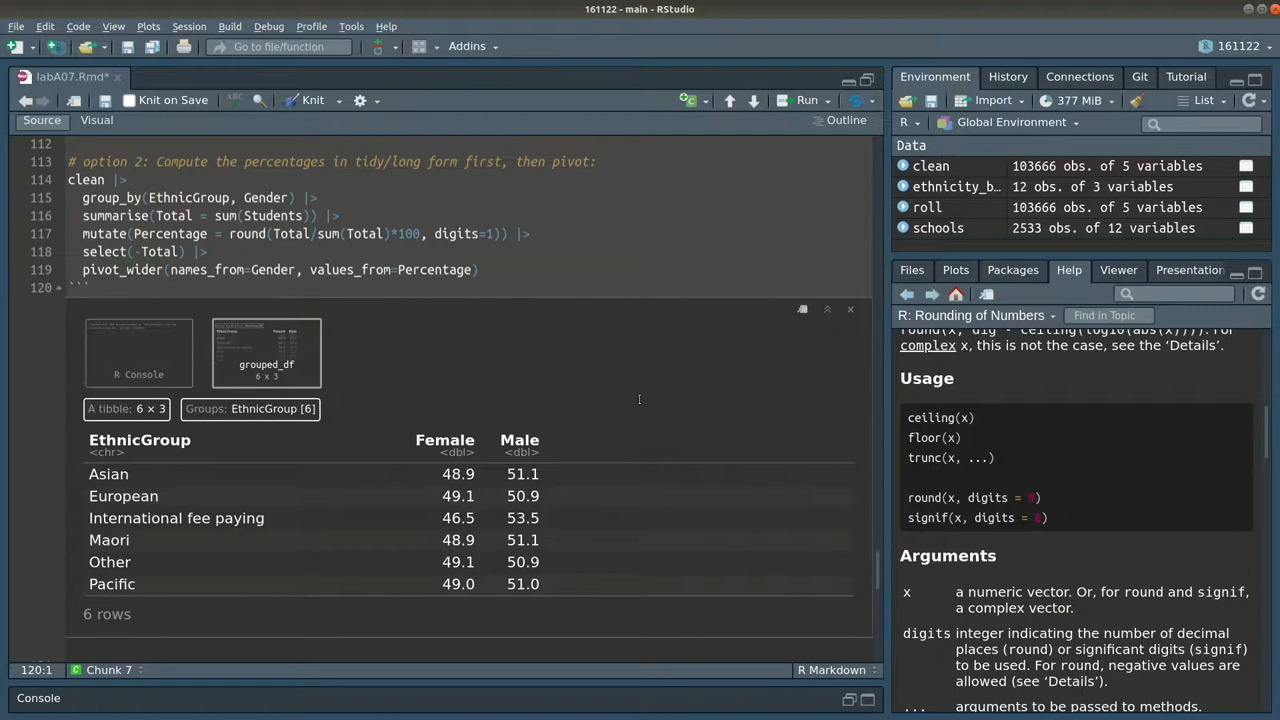 161122 - main - RStudio
File Edit Code View Plots Session Build Debug Profile Tools Help
Go to file/function Addins 161122
labA07.Rmd*
Knit on Save Knit Run
Source Visual Outline
112
113 # option 2: Compute the percentages in tidy/long form first, then pivot:
114 clean |>
115 group_by(EthnicGroup, Gender) |>
116 summarise(Total = sum(Students)) |>
117 mutate(Percentage = round(Total/sum(Total)*100, digits=1)) |>
118 select(-Total) |>
119 pivot_wider(names_from=Gender, values_from=Percentage)
120 ```
R Console
grouped_df
6 x 3
A tibble: 6 × 3 Groups: EthnicGroup [6]
EthnicGroup Female Male
<chr> <dbl> <dbl>
Asian 48.9 51.1
European 49.1 50.9
International fee paying 46.5 53.5
Maori 48.9 51.1
Other 49.1 50.9
Pacific 49.0 51.0
6 rows
120:1 Chunk 7 R Markdown
Console
Environment History Connections Git Tutorial
Import 377 MiB List
R Global Environment
Data
clean 103666 obs. of 5 variables
ethnicity_b… 12 obs. of 3 variables
roll 103666 obs. of 5 variables
schools 2533 obs. of 12 variables
Files Plots Packages Help Viewer Presentation
R: Rounding of Numbers Find in Topic
round(x, dig - ceiling(log10(abs(x)))). For
complex x, this is not the case, see the ‘Details’.
Usage
ceiling(x)
floor(x)
trunc(x, ...)
round(x, digits = 0)
signif(x, digits = 6)
Arguments
x a numeric vector. Or, for round and signif,
a complex vector.
digits integer indicating the number of decimal
places (round) or significant digits (signif)
to be used. For round, negative values are
allowed (see ‘Details’).
... arguments to be passed to methods.